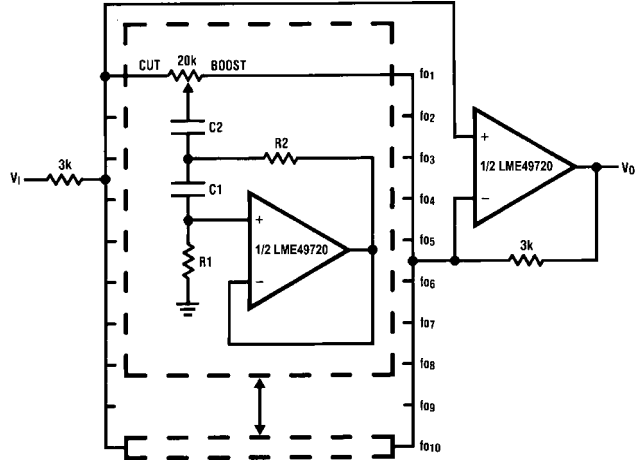 20k
CUT
BOOST
fo1
C2
fo2
R2
fo3
3k
VI
C1
fo4
+
1/2 LME49720
−
VO
+
1/2 LME49720
−
R1
fo5
3k
fo6
fo7
fo8
fo9
fo10